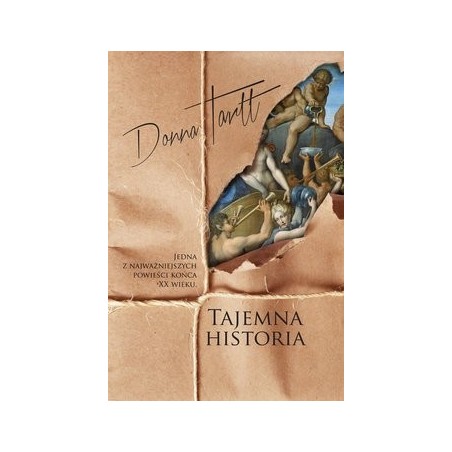 Donna Tartt
JEDNA
Z NAJWAŻNIEJSZYCH
POWIEŚCI KOŃCA
XX WIEKU.
TAJEMNA
HISTORIA